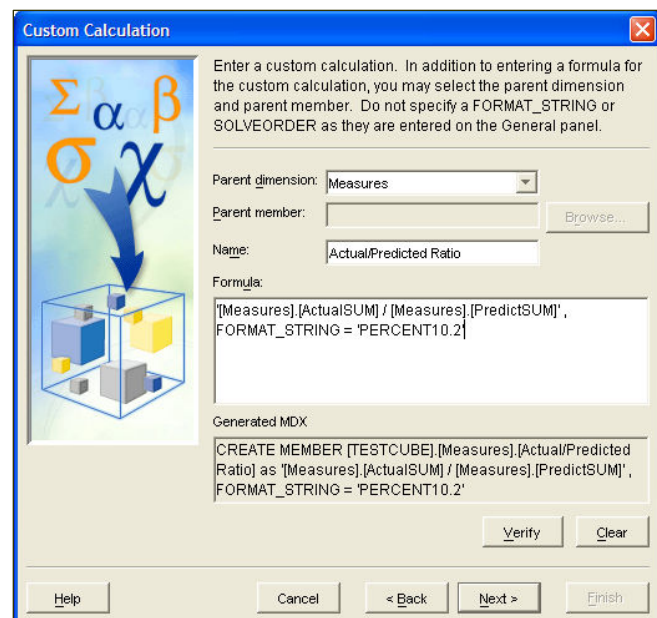 Custom Calculation
Σ α β
σ χ
Enter a custom calculation. In addition to entering a formula for
the custom calculation, you may select the parent dimension
and parent member. Do not specify a FORMAT_STRING or
SOLVEORDER as they are entered on the General panel.
Parent dimension: Measures
Parent member: Browse...
Name: Actual/Predicted Ratio
Formula:
'[Measures].[ActualSUM] / [Measures].[PredictSUM]' ,
FORMAT_STRING = 'PERCENT10.2'
Generated MDX
CREATE MEMBER [TESTCUBE].[Measures].[Actual/Predicted
Ratio] as '[Measures].[ActualSUM] / [Measures].[PredictSUM]' ,
FORMAT_STRING = 'PERCENT10.2'
Verify Clear
Help Cancel < Back Next > Finish